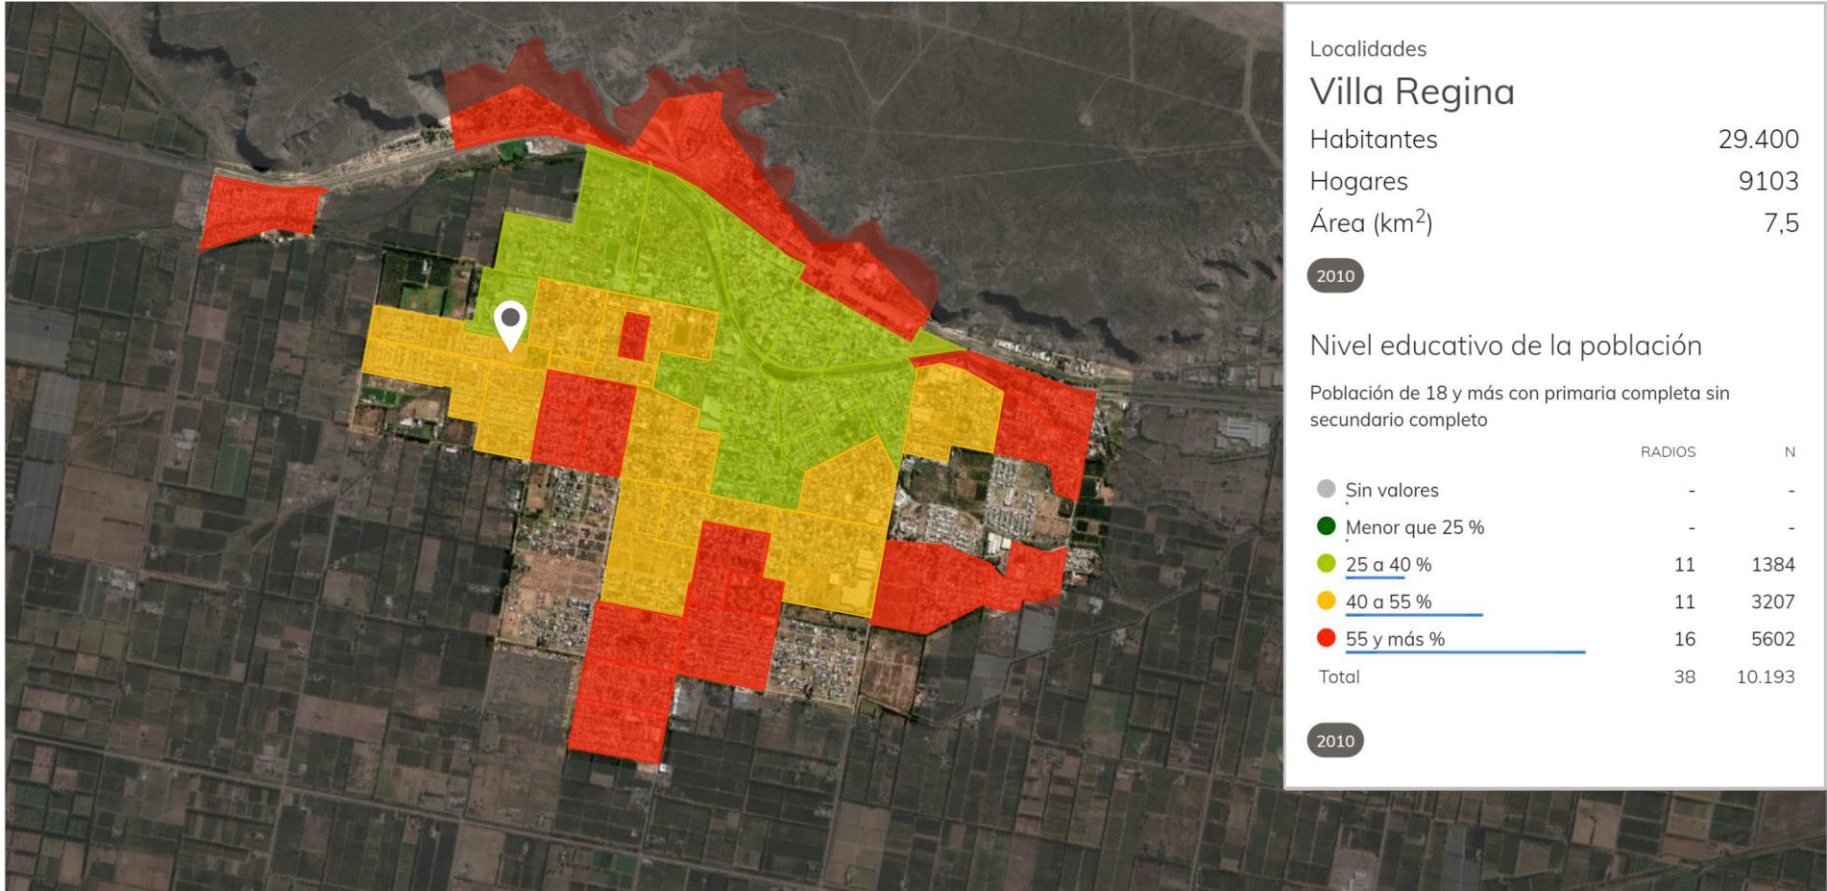 Localidades
Villa Regina
Habitantes 29.400
Hogares 9103
Área (km²) 7,5
2010
Nivel educativo de la población
Población de 18 y más con primaria completa sin
secundario completo
RADIOS N
Sin valores - -
Menor que 25 % - -
25 a 40 % 11 1384
40 a 55 % 11 3207
55 y más % 16 5602
Total 38 10.193
2010